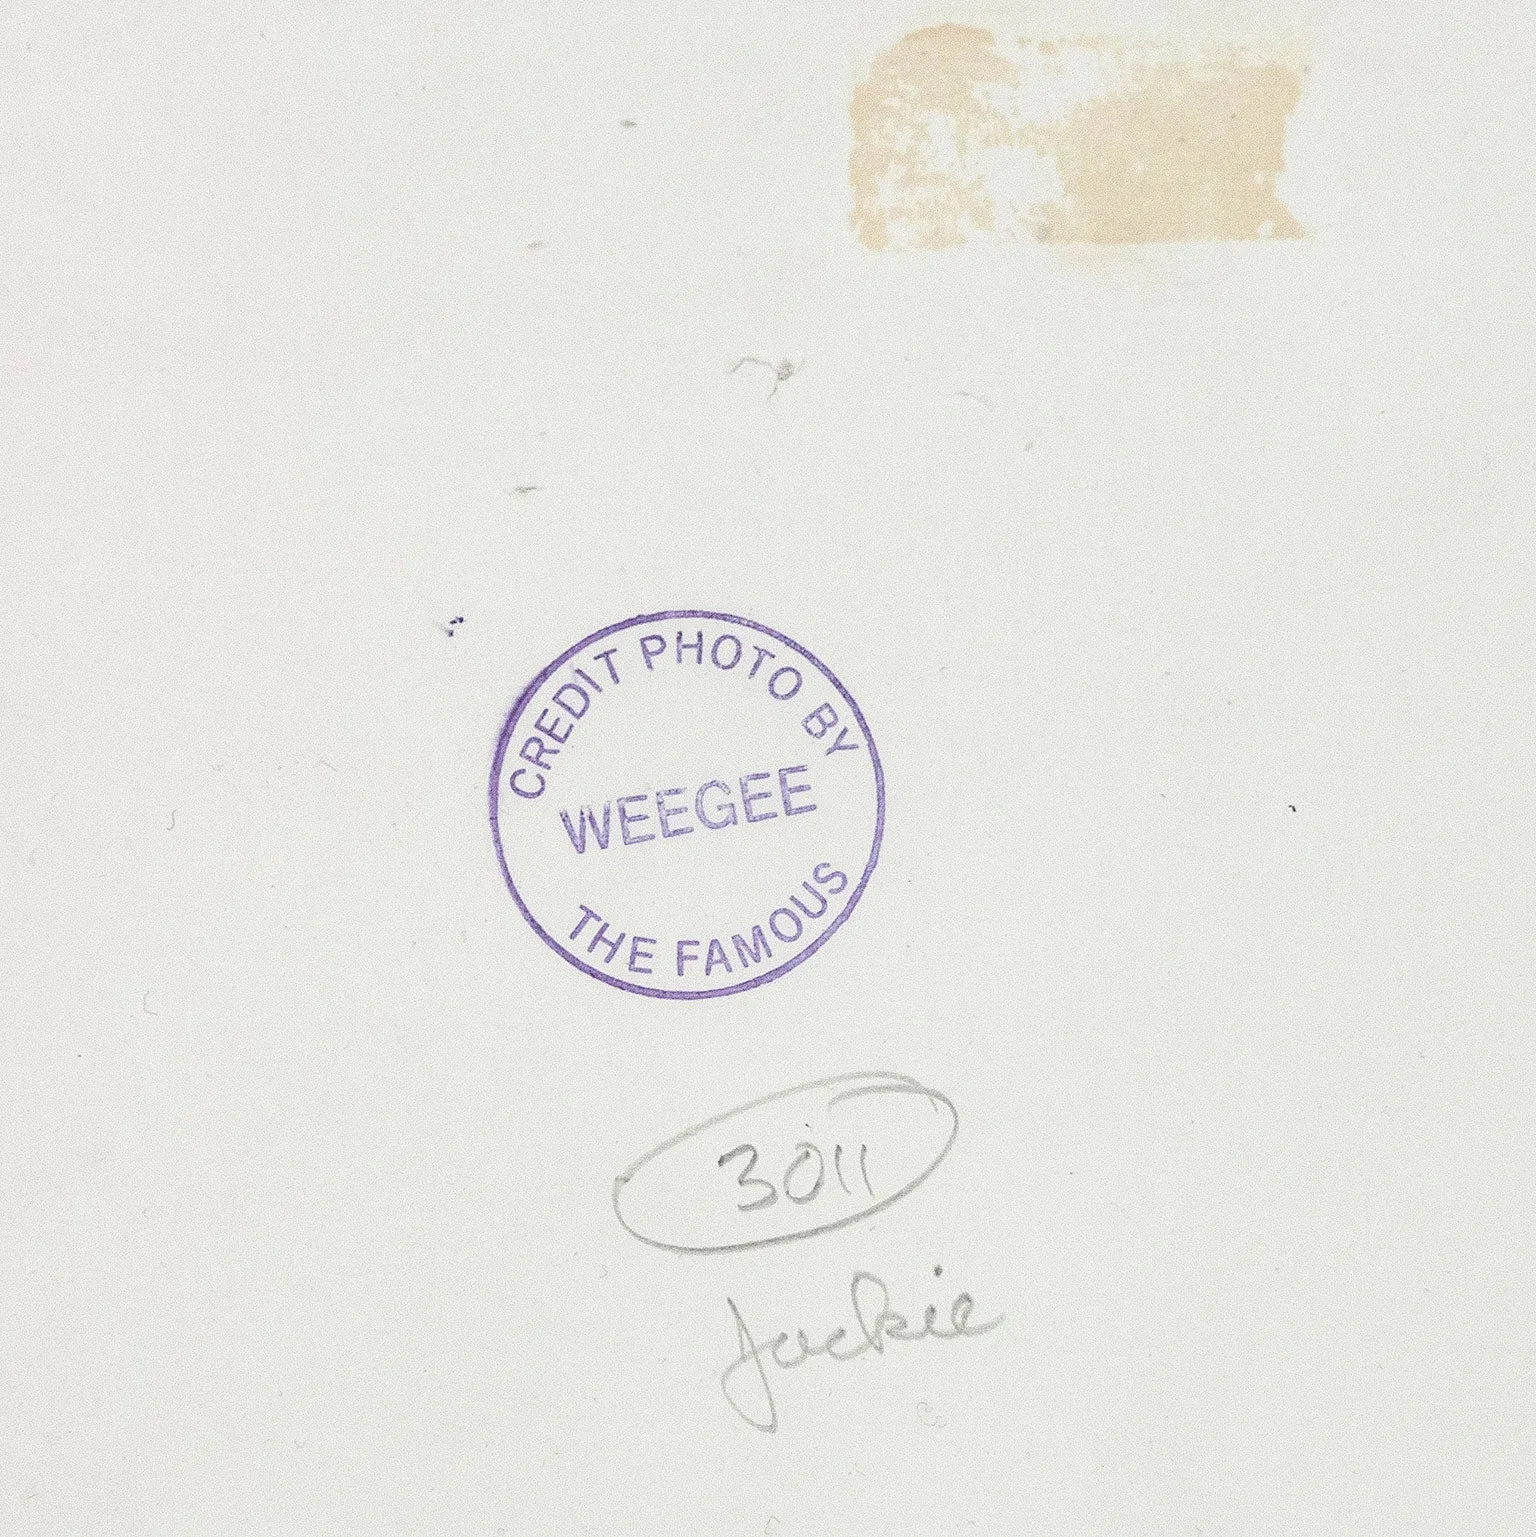 CREDIT PHOTO BY
WEEGEE
THE FAMOUS
3011
Jackie